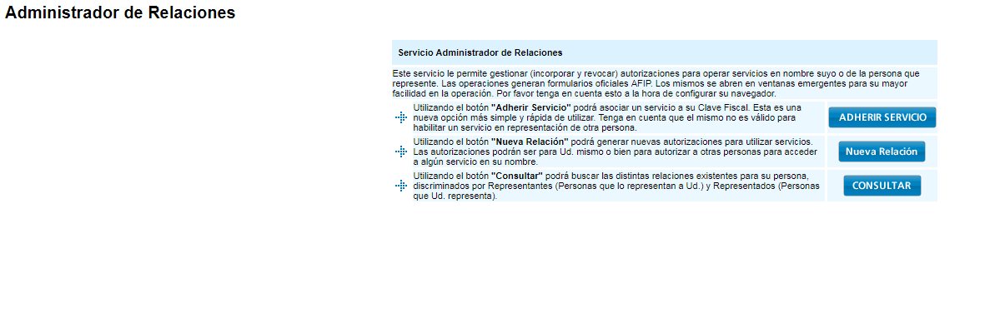 Administrador de Relaciones
Servicio Administrador de Relaciones
Este servicio le permite gestionar (incorporar y revocar) autorizaciones para operar servicios en nombre suyo o de la persona que
represente. Las operaciones generan formularios oficiales AFIP. Los mismos se abren en ventanas emergentes para su mayor
facilidad en la operación. Por favor tenga en cuenta esto a la hora de configurar su navegador.
Utilizando el botón "Adherir Servicio" podrá asociar un servicio a su Clave Fiscal. Esta es una
nueva opción más simple y rápida de utilizar. Tenga en cuenta que el mismo no es válido para
habilitar un servicio en representación de otra persona.
ADHERIR SERVICIO
Utilizando el botón "Nueva Relación" podrá generar nuevas autorizaciones para utilizar servicios.
Las autorizaciones podrán ser para Ud. mismo o bien para autorizar a otras personas para acceder
a algún servicio en su nombre.
Nueva Relación
Utilizando el botón "Consultar" podrá buscar las distintas relaciones existentes para su persona,
discriminados por Representantes (Personas que lo representan a Ud.) y Representados (Personas
que Ud. representa).
CONSULTAR